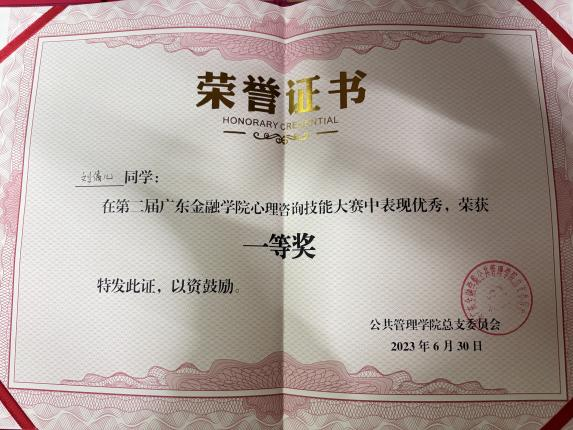 荣誉证书
HONORARY CREDENTIAL
刘儀心 同学：
在第二届广东金融学院心理咨询技能大赛中表现优秀，荣获
一等奖
特发此证，以资鼓励。
公共管理学院总支委员会
2023 年 6 月 30 日